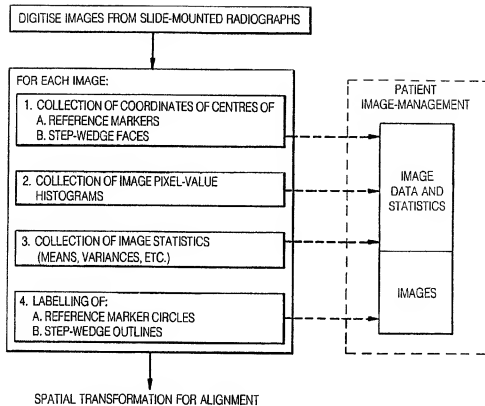 DIGITISE IMAGES FROM SLIDE-MOUNTED RADIOGRAPHS
FOR EACH IMAGE:
1. COLLECTION OF COORDINATES OF CENTRES OF
A. REFERENCE MARKERS
B. STEP-WEDGE FACES
2. COLLECTION OF IMAGE PIXEL-VALUE
HISTOGRAMS
3. COLLECTION OF IMAGE STATISTICS
(MEANS, VARIANCES, ETC.)
4. LABELLING OF:
A. REFERENCE MARKER CIRCLES
B. STEP-WEDGE OUTLINES
PATIENT
IMAGE-MANAGEMENT
IMAGE
DATA AND
STATISTICS
IMAGES
SPATIAL TRANSFORMATION FOR ALIGNMENT